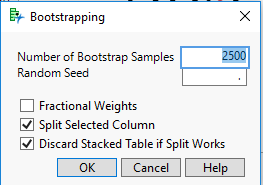 Bootstrapping
Number of Bootstrap Samples 2500
Random Seed .
Fractional Weights
Split Selected Column
Discard Stacked Table if Split Works
OK Cancel Help